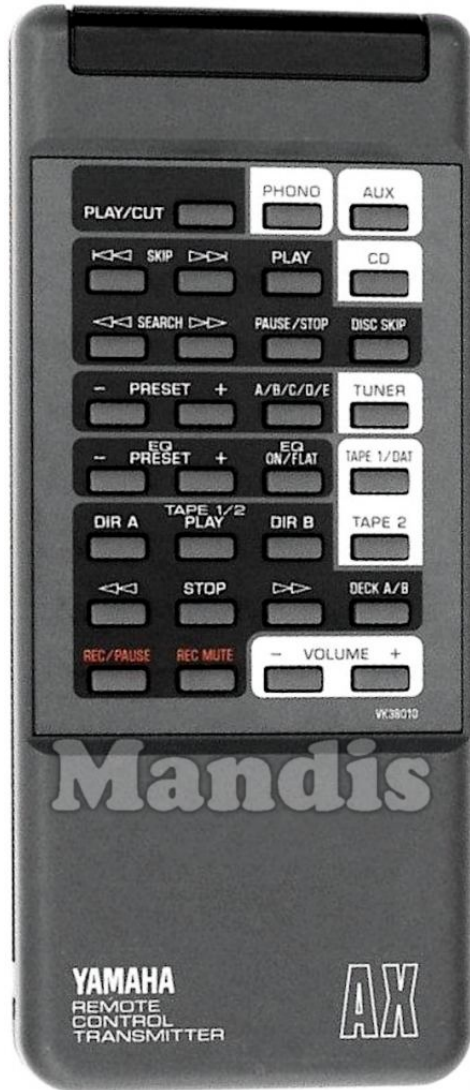 PHONO AUX
PLAY/CUT
SKIP PLAY CD
SEARCH PAUSE/STOP DISC SKIP
- PRESET + A/B/C/D/E TUNER
EQ EQ
- PRESET + ON/FLAT TAPE 1/DAT
TAPE 1/2
DIR A PLAY DIR B TAPE 2
STOP DECK A/B
REC/PAUSE REC MUTE - VOLUME +
VK38010
Mandis
YAMAHA
REMOTE
CONTROL
TRANSMITTER
AX